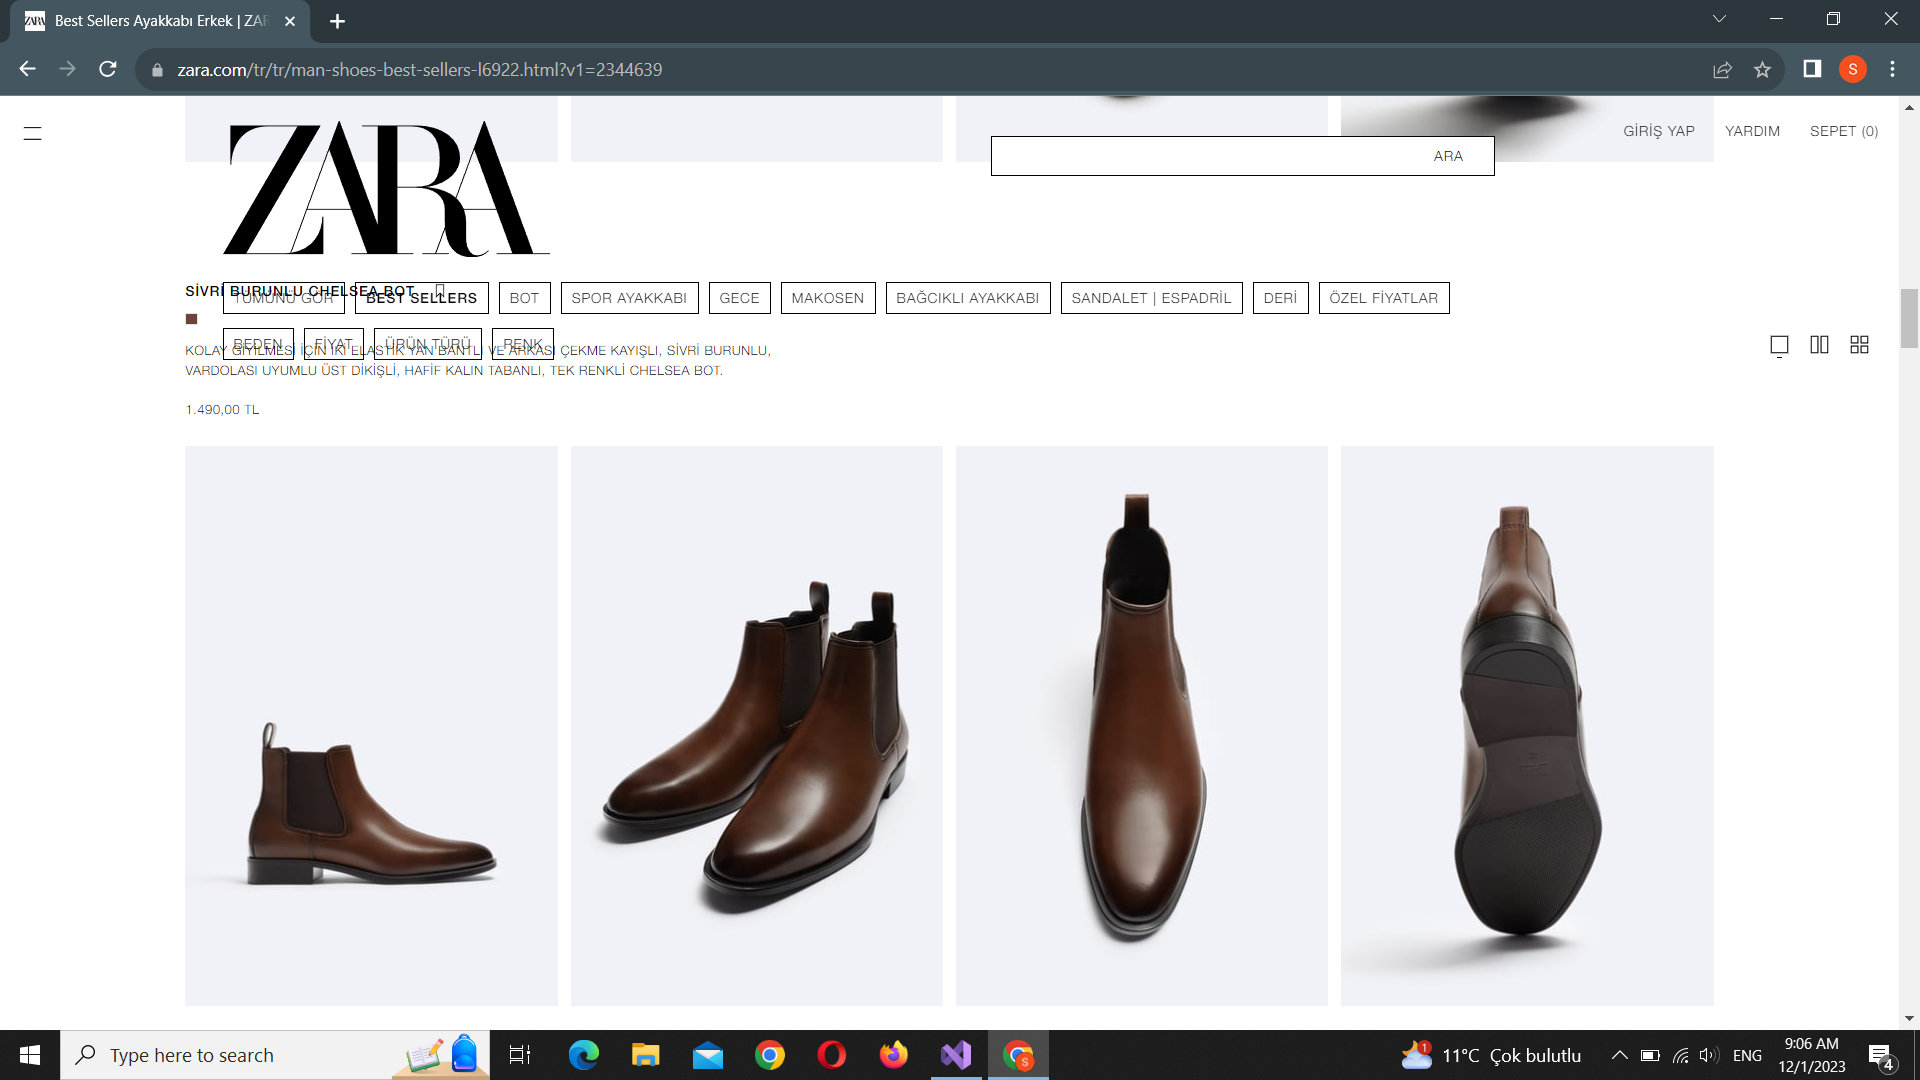 Best Sellers Ayakkabı Erkek | ZAR
zara.com/tr/tr/man-shoes-best-sellers-l6922.html?v1=2344639
S
ZARA
ARA
GİRİŞ YAP
YARDIM
SEPET (0)
SİVRİ BURUNLU CHELSEA BOT
TÜMÜNÜ GÖR
BEST SELLERS
BOT
SPOR AYAKKABI
GECE
MAKOSEN
BAĞCIKLI AYAKKABI
SANDALET | ESPADRİL
DERİ
ÖZEL FİYATLAR
BEDEN
FİYAT
ÜRÜN TÜRÜ
RENK
KOLAY GİYİLMESİ İÇİN İKİ ELASTİK YAN BANTLI VE ARKASI ÇEKME KAYIŞLI, SİVRİ BURUNLU,
VARDOLASI UYUMLU ÜST DİKİŞLİ, HAFİF KALIN TABANLI, TEK RENKLİ CHELSEA BOT.
1.490,00 TL
Type here to search
1
11°C Çok bulutlu
ENG
9:06 AM
12/1/2023
4